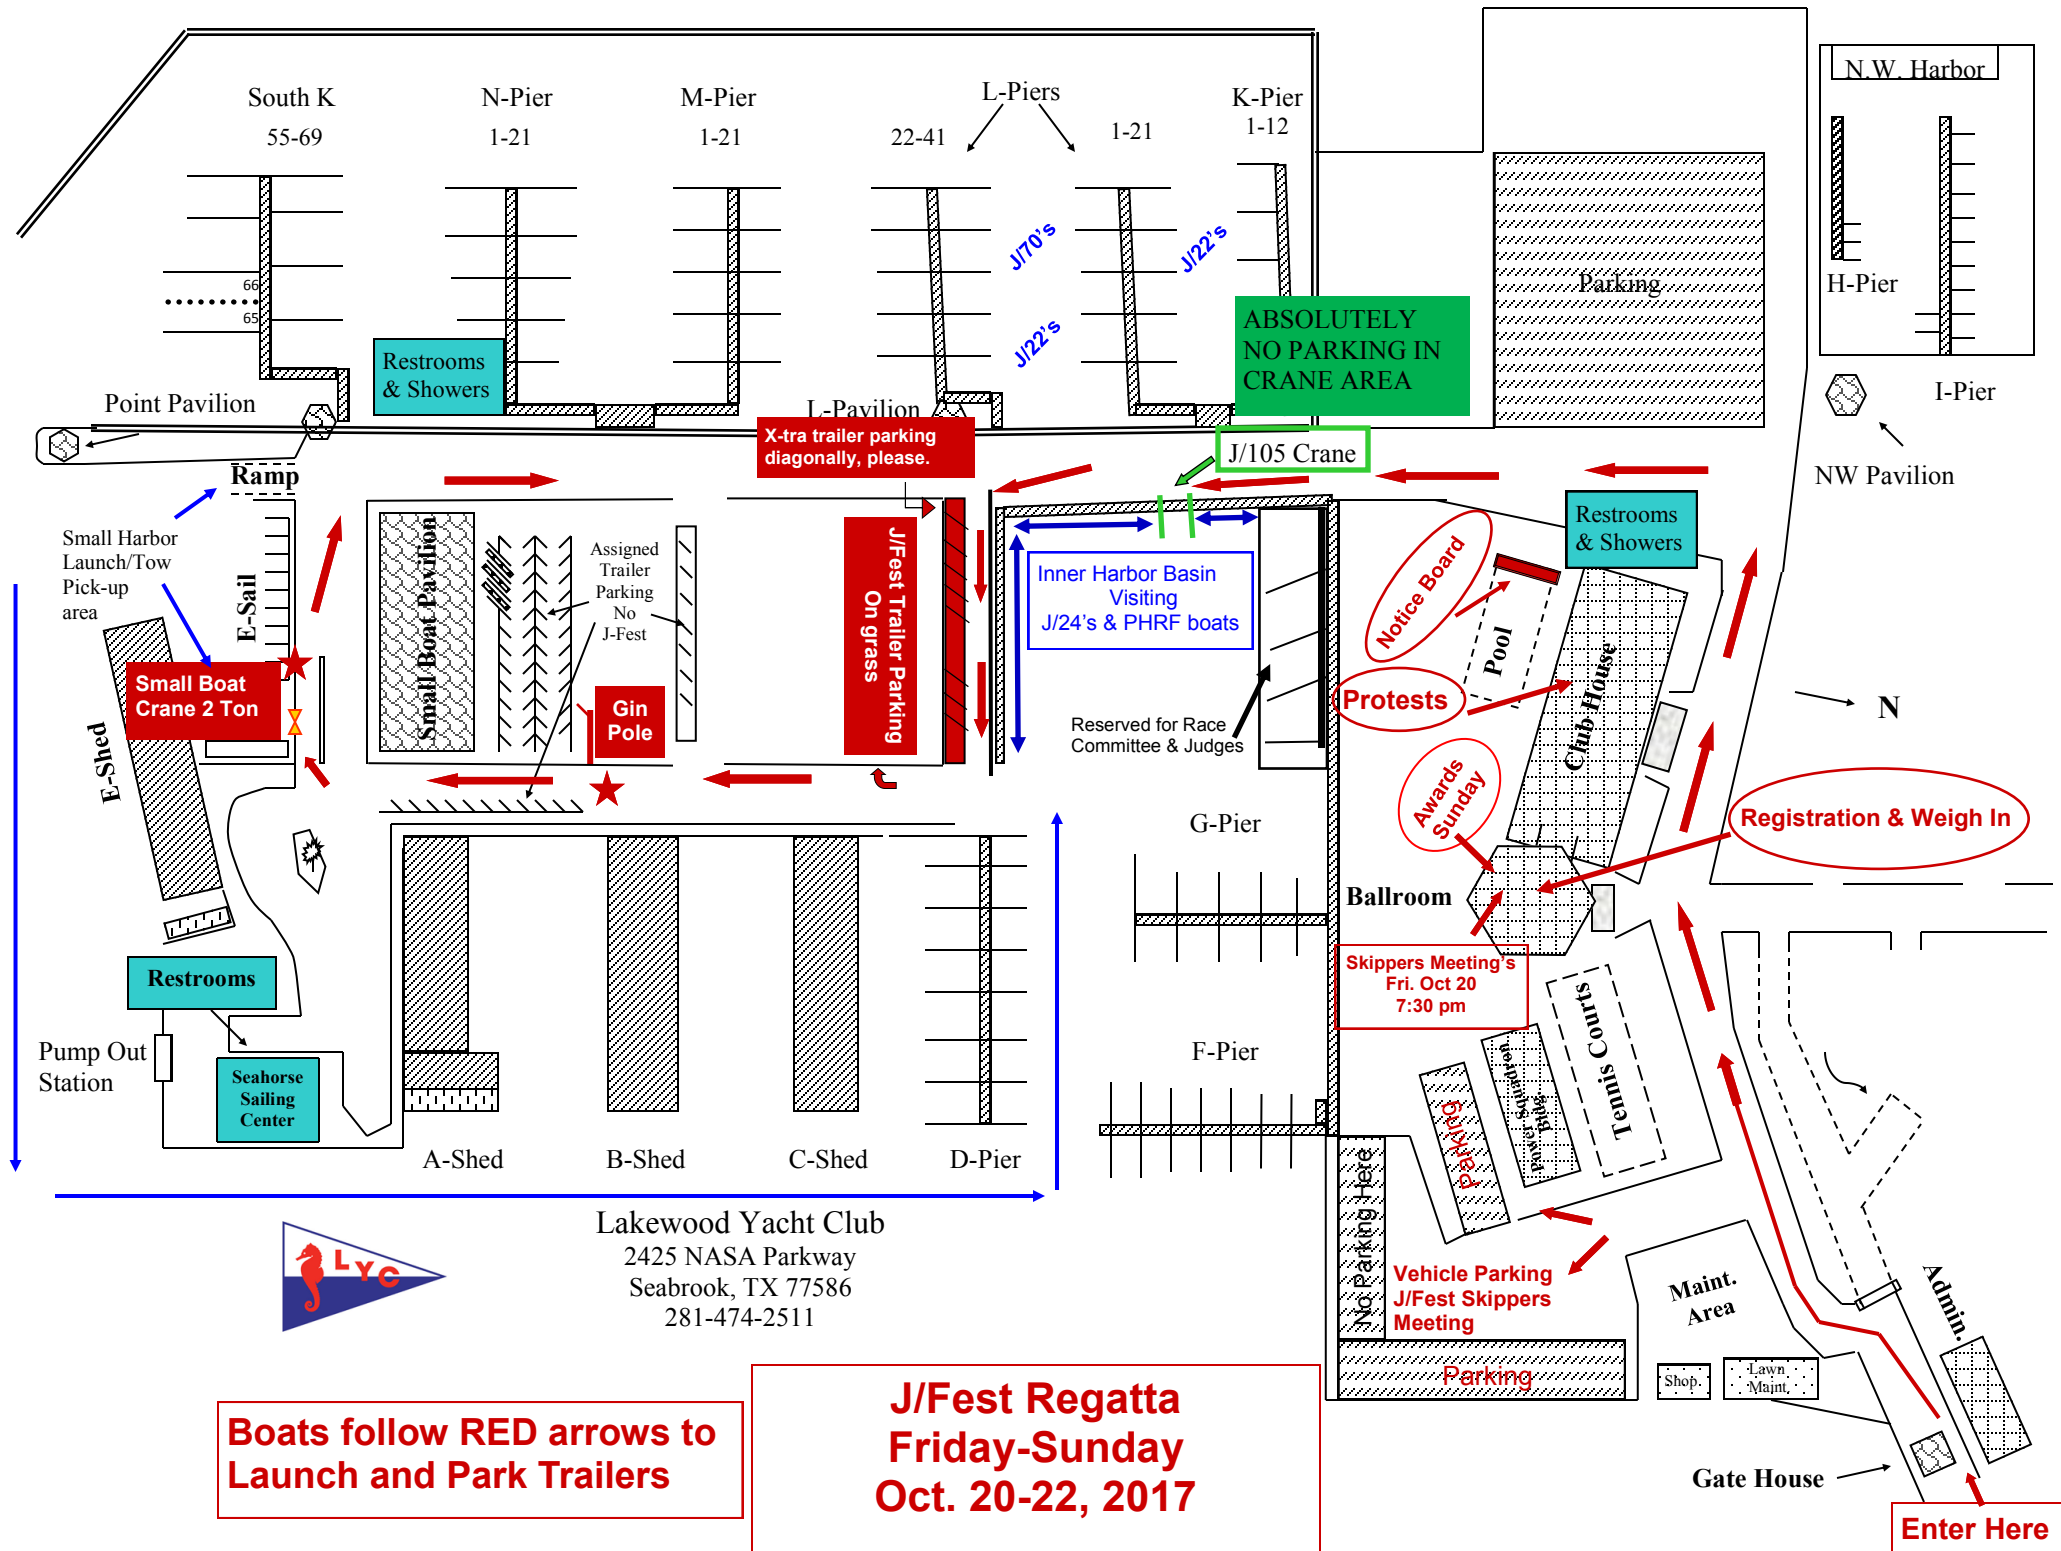 N.W. Harbor
South K
55-69
N-Pier
1-21
M-Pier
1-21
L-Piers
22-41
1-21
K-Pier
1-12
J/70's
J/22's
J/22's
66
65
H-Pier
I-Pier
Parking
ABSOLUTELY
NO PARKING IN
CRANE AREA
Restrooms
& Showers
Point Pavilion
L-Pavilion
X-tra trailer parking
diagonally, please.
J/105 Crane
NW Pavilion
Ramp
Small Harbor
Launch/Tow
Pick-up
area
E-Sail
Small Boat Pavilion
Assigned
Trailer
Parking
No
J-Fest
J/Fest Trailer Parking
On grass
Inner Harbor Basin
Visiting
J/24's & PHRF boats
Notice Board
Restrooms
& Showers
Pool
Club House
Protests
N
Small Boat
Crane 2 Ton
Gin
Pole
Reserved for Race
Committee & Judges
E-Shed
Awards
Sunday
Registration & Weigh In
G-Pier
Ballroom
Skippers Meeting's
Fri. Oct 20
7:30 pm
Restrooms
Pump Out
Station
Seahorse
Sailing
Center
F-Pier
Tennis Courts
Power Squadron
Bldg.
Parking
A-Shed
B-Shed
C-Shed
D-Pier
No Parking Here
Lakewood Yacht Club
2425 NASA Parkway
Seabrook, TX 77586
281-474-2511
LYC
Vehicle Parking
J/Fest Skippers
Meeting
Maint.
Area
Admin.
Parking
Shop.
Lawn
Maint.
Boats follow RED arrows to
Launch and Park Trailers
J/Fest Regatta
Friday-Sunday
Oct. 20-22, 2017
Gate House
Enter Here